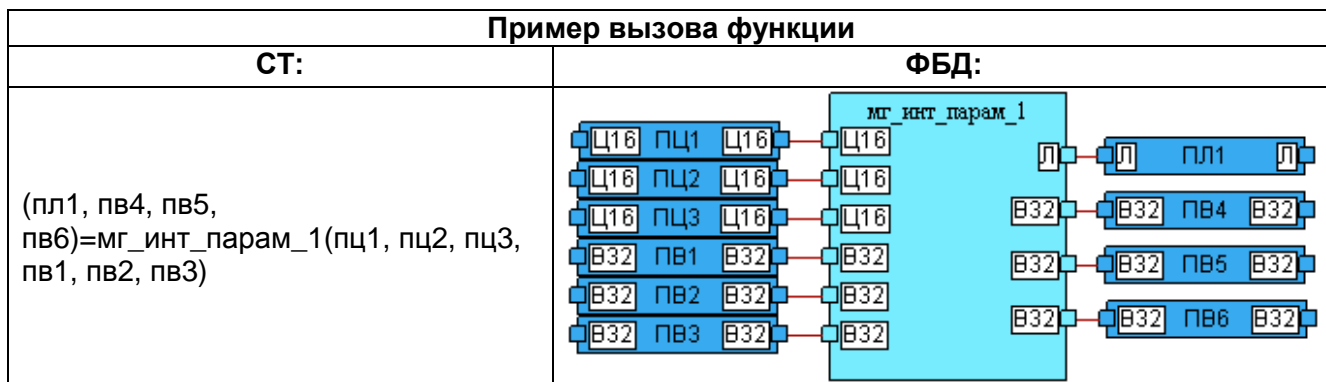 Пример вызова функции
СТ:
ФБД:
(пл1, пв4, пв5,
пв6)=мг_инт_парам_1(пц1, пц2, пц3,
пв1, пв2, пв3)
мг_инт_парам_1
Ц16 ПЦ1 Ц16 Ц16
Ц16 ПЦ2 Ц16 Ц16
Ц16 ПЦ3 Ц16 Ц16
В32 ПВ1 В32 В32
В32 ПВ2 В32 В32
В32 ПВ3 В32 В32
Л Л ПЛ1 Л
В32 В32 ПВ4 В32
В32 В32 ПВ5 В32
В32 В32 ПВ6 В32